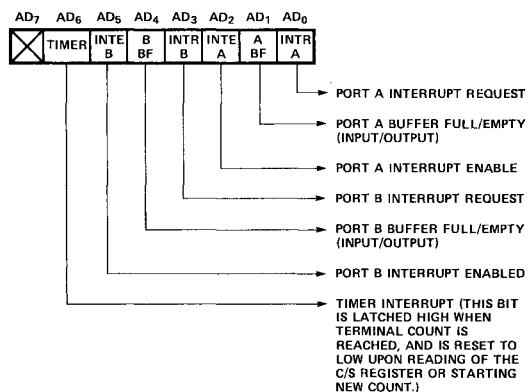 AD7 AD6 AD5 AD4 AD3 AD2 AD1 AD0
TIMER INTE B B BF INTR B INTE A A BF INTR A
PORT A INTERRUPT REQUEST
PORT A BUFFER FULL/EMPTY
(INPUT/OUTPUT)
PORT A INTERRUPT ENABLE
PORT B INTERRUPT REQUEST
PORT B BUFFER FULL/EMPTY
(INPUT/OUTPUT)
PORT B INTERRUPT ENABLED
TIMER INTERRUPT (THIS BIT
IS LATCHED HIGH WHEN
TERMINAL COUNT IS
REACHED, AND IS RESET TO
LOW UPON READING OF THE
C/S REGISTER OR STARTING
NEW COUNT.)